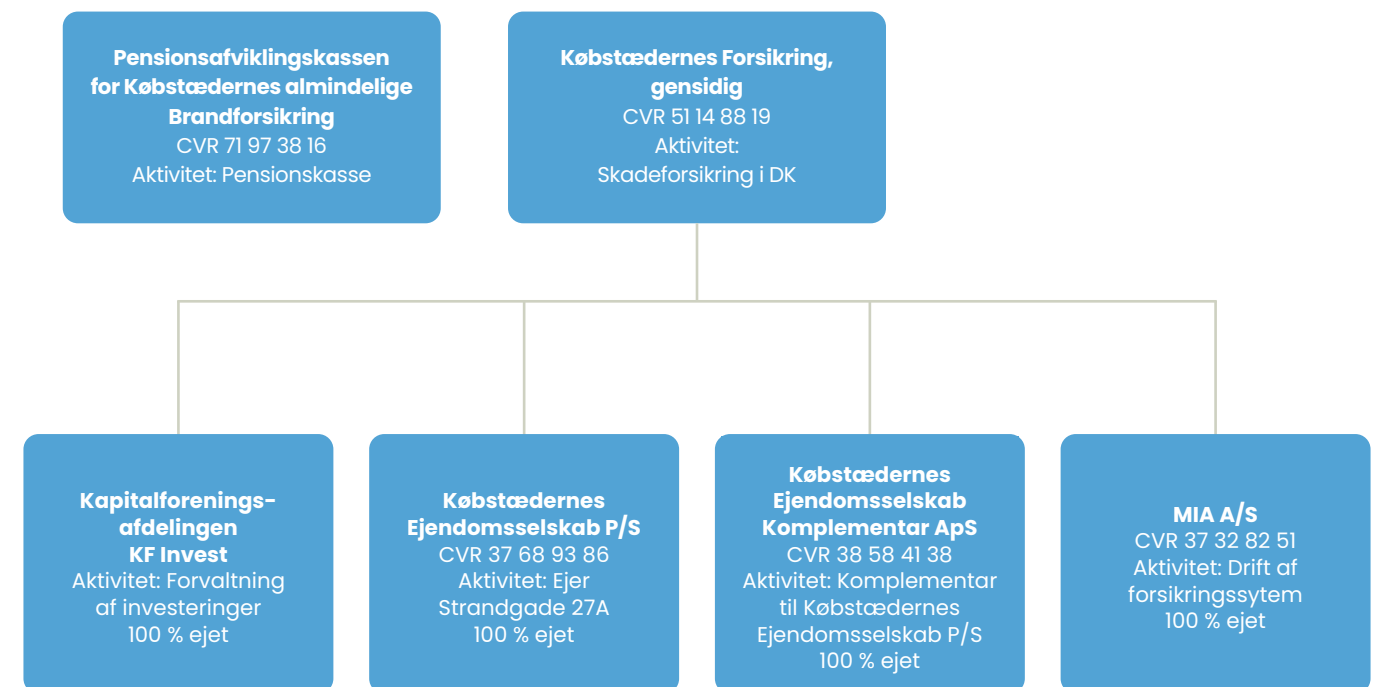 Pensionsafviklingskassen
for Købstædernes almindelige
Brandforsikring
CVR 71 97 38 16
Aktivitet: Pensionskasse
Købstædernes Forsikring,
gensidig
CVR 51 14 88 19
Aktivitet:
Skadeforsikring i DK
Kapitalforenings-
afdelingen
KF Invest
Aktivitet: Forvaltning
af investeringer
100 % ejet
Købstædernes
Ejendomsselskab P/S
CVR 37 68 93 86
Aktivitet: Ejer
Strandgade 27A
100 % ejet
Købstædernes
Ejendomsselskab
Komplementar ApS
CVR 38 58 41 38
Aktivitet: Komplementar
til Købstædernes
Ejendomsselskab P/S
100 % ejet
MIA A/S
CVR 37 32 82 51
Aktivitet: Drift af
forsikringssytem
100 % ejet